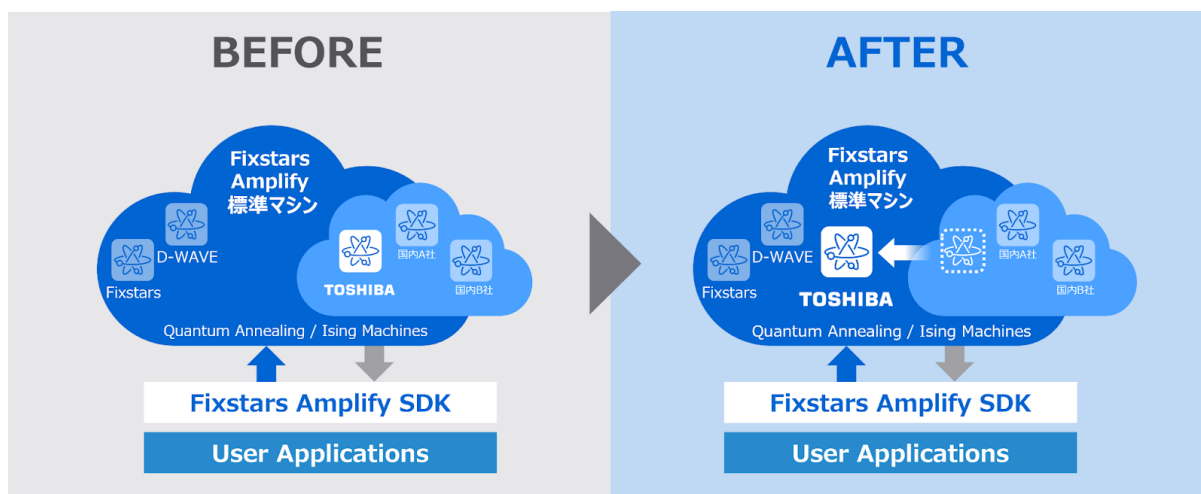 BEFORE
Fixstars
Amplify
標準マシン
D-WAVE
Fixstars
国内A社
TOSHIBA
国内B社
Quantum Annealing / Ising Machines
Fixstars Amplify SDK
User Applications
AFTER
Fixstars
Amplify
標準マシン
D-WAVE
Fixstars
TOSHIBA
国内A社
国内B社
Quantum Annealing / Ising Machines
Fixstars Amplify SDK
User Applications